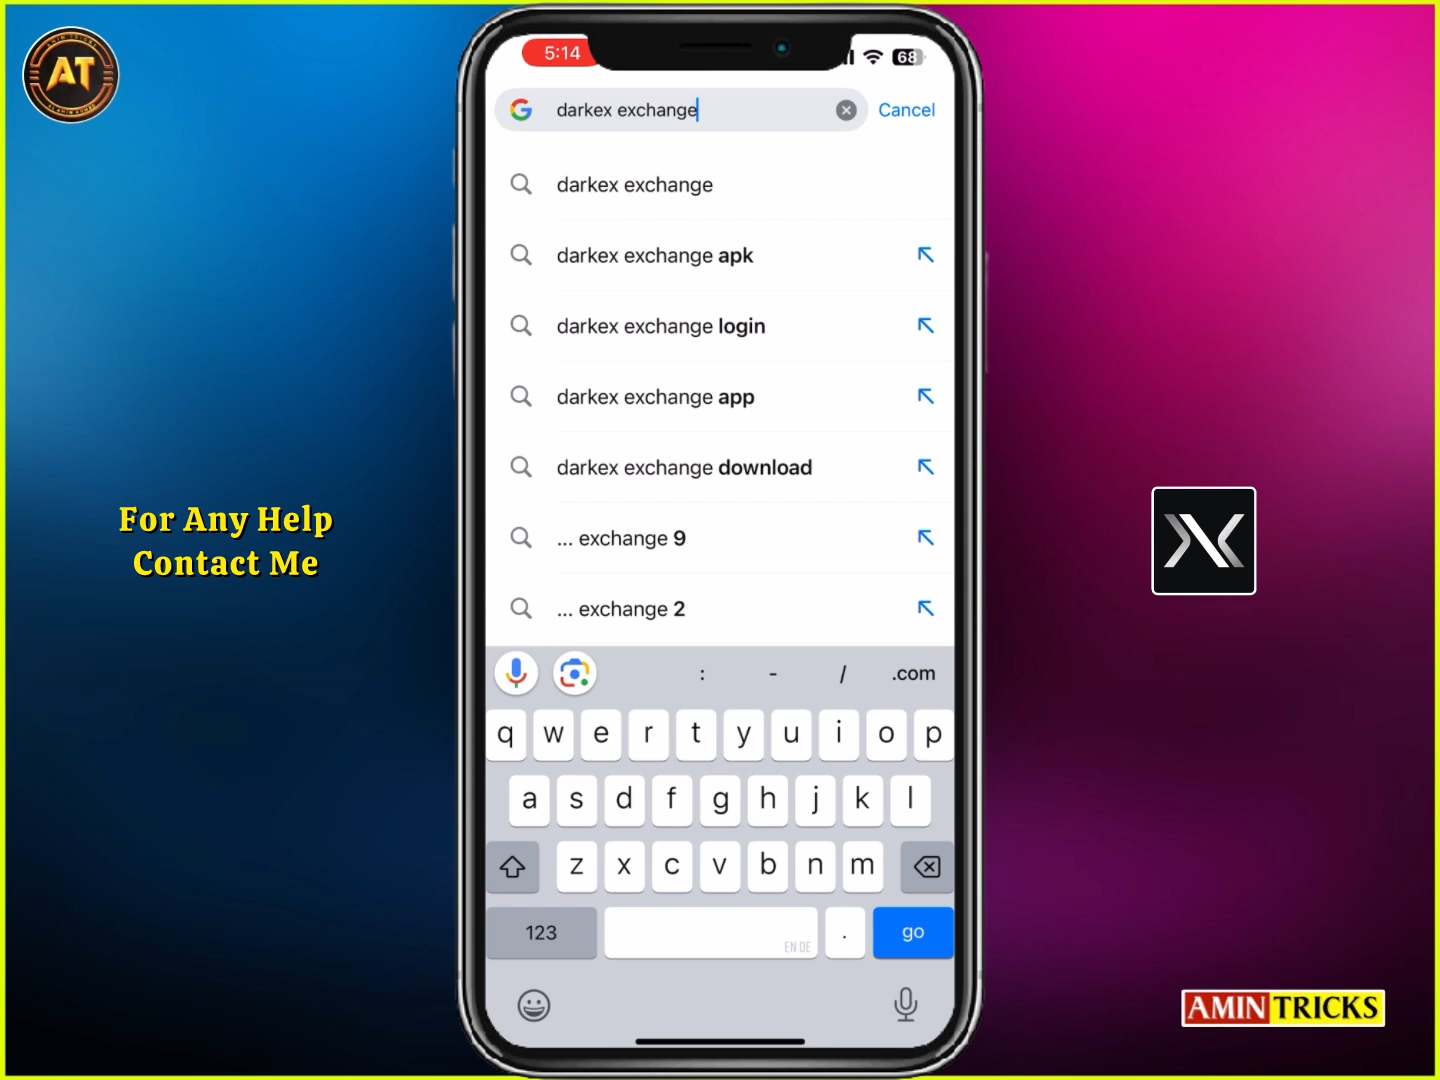 AT
5:14
68
darkex exchange
Cancel
darkex exchange
darkex exchange apk
darkex exchange login
darkex exchange app
darkex exchange download
... exchange 9
... exchange 2
For Any Help
Contact Me
: - / .com
q w e r t y u i o p
a s d f g h j k l
z x c v b n m
123
EN DE
.
go
AMIN TRICKS